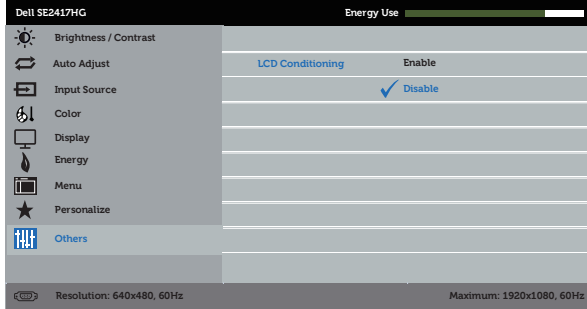 Dell SE2417HG Energy Use
Brightness / Contrast
Auto Adjust LCD Conditioning Enable
Input Source Disable
Color
Display
Energy
Menu
Personalize
Others
Resolution: 640x480, 60Hz Maximum: 1920x1080, 60Hz